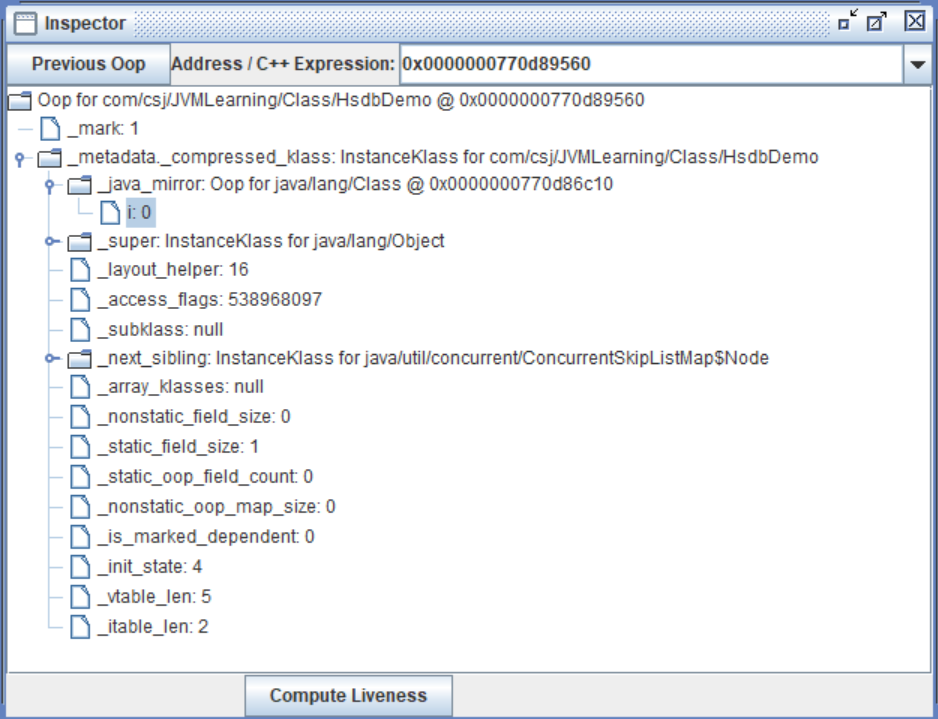 Inspector
Previous Oop Address / C++ Expression: 0x0000000770d89560
Oop for com/csj/JVMLearning/Class/HsdbDemo @ 0x0000000770d89560
_mark: 1
_metadata._compressed_klass: InstanceKlass for com/csj/JVMLearning/Class/HsdbDemo
_java_mirror: Oop for java/lang/Class @ 0x0000000770d86c10
i: 0
_super: InstanceKlass for java/lang/Object
_layout_helper: 16
_access_flags: 538968097
_subklass: null
_next_sibling: InstanceKlass for java/util/concurrent/ConcurrentSkipListMap$Node
_array_klasses: null
_nonstatic_field_size: 0
_static_field_size: 1
_static_oop_field_count: 0
_nonstatic_oop_map_size: 0
_is_marked_dependent: 0
_init_state: 4
_vtable_len: 5
_itable_len: 2
Compute Liveness